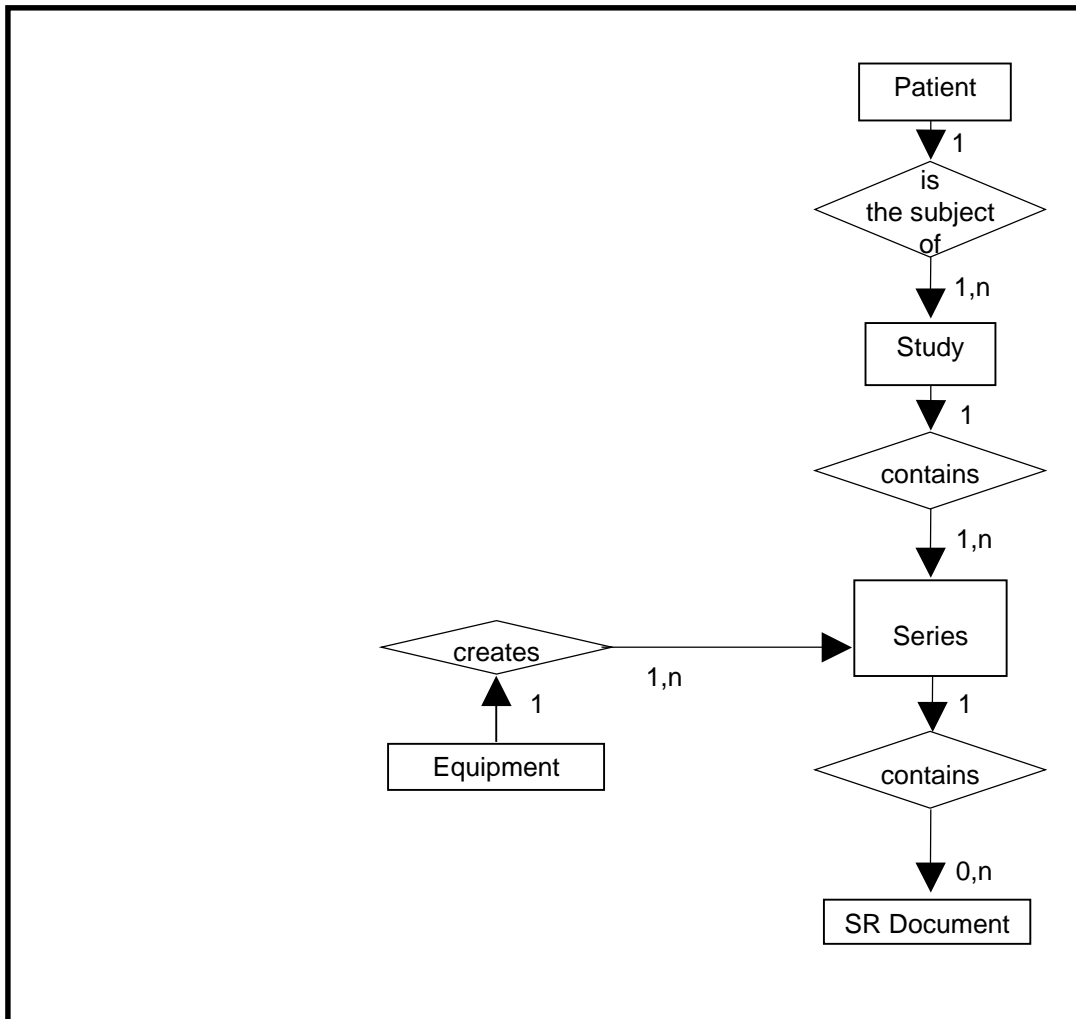 Patient
1
is
the subject
of
1,n
Study
1
contains
1,n
Series
creates
1,n
1
1
Equipment
contains
0,n
SR Document